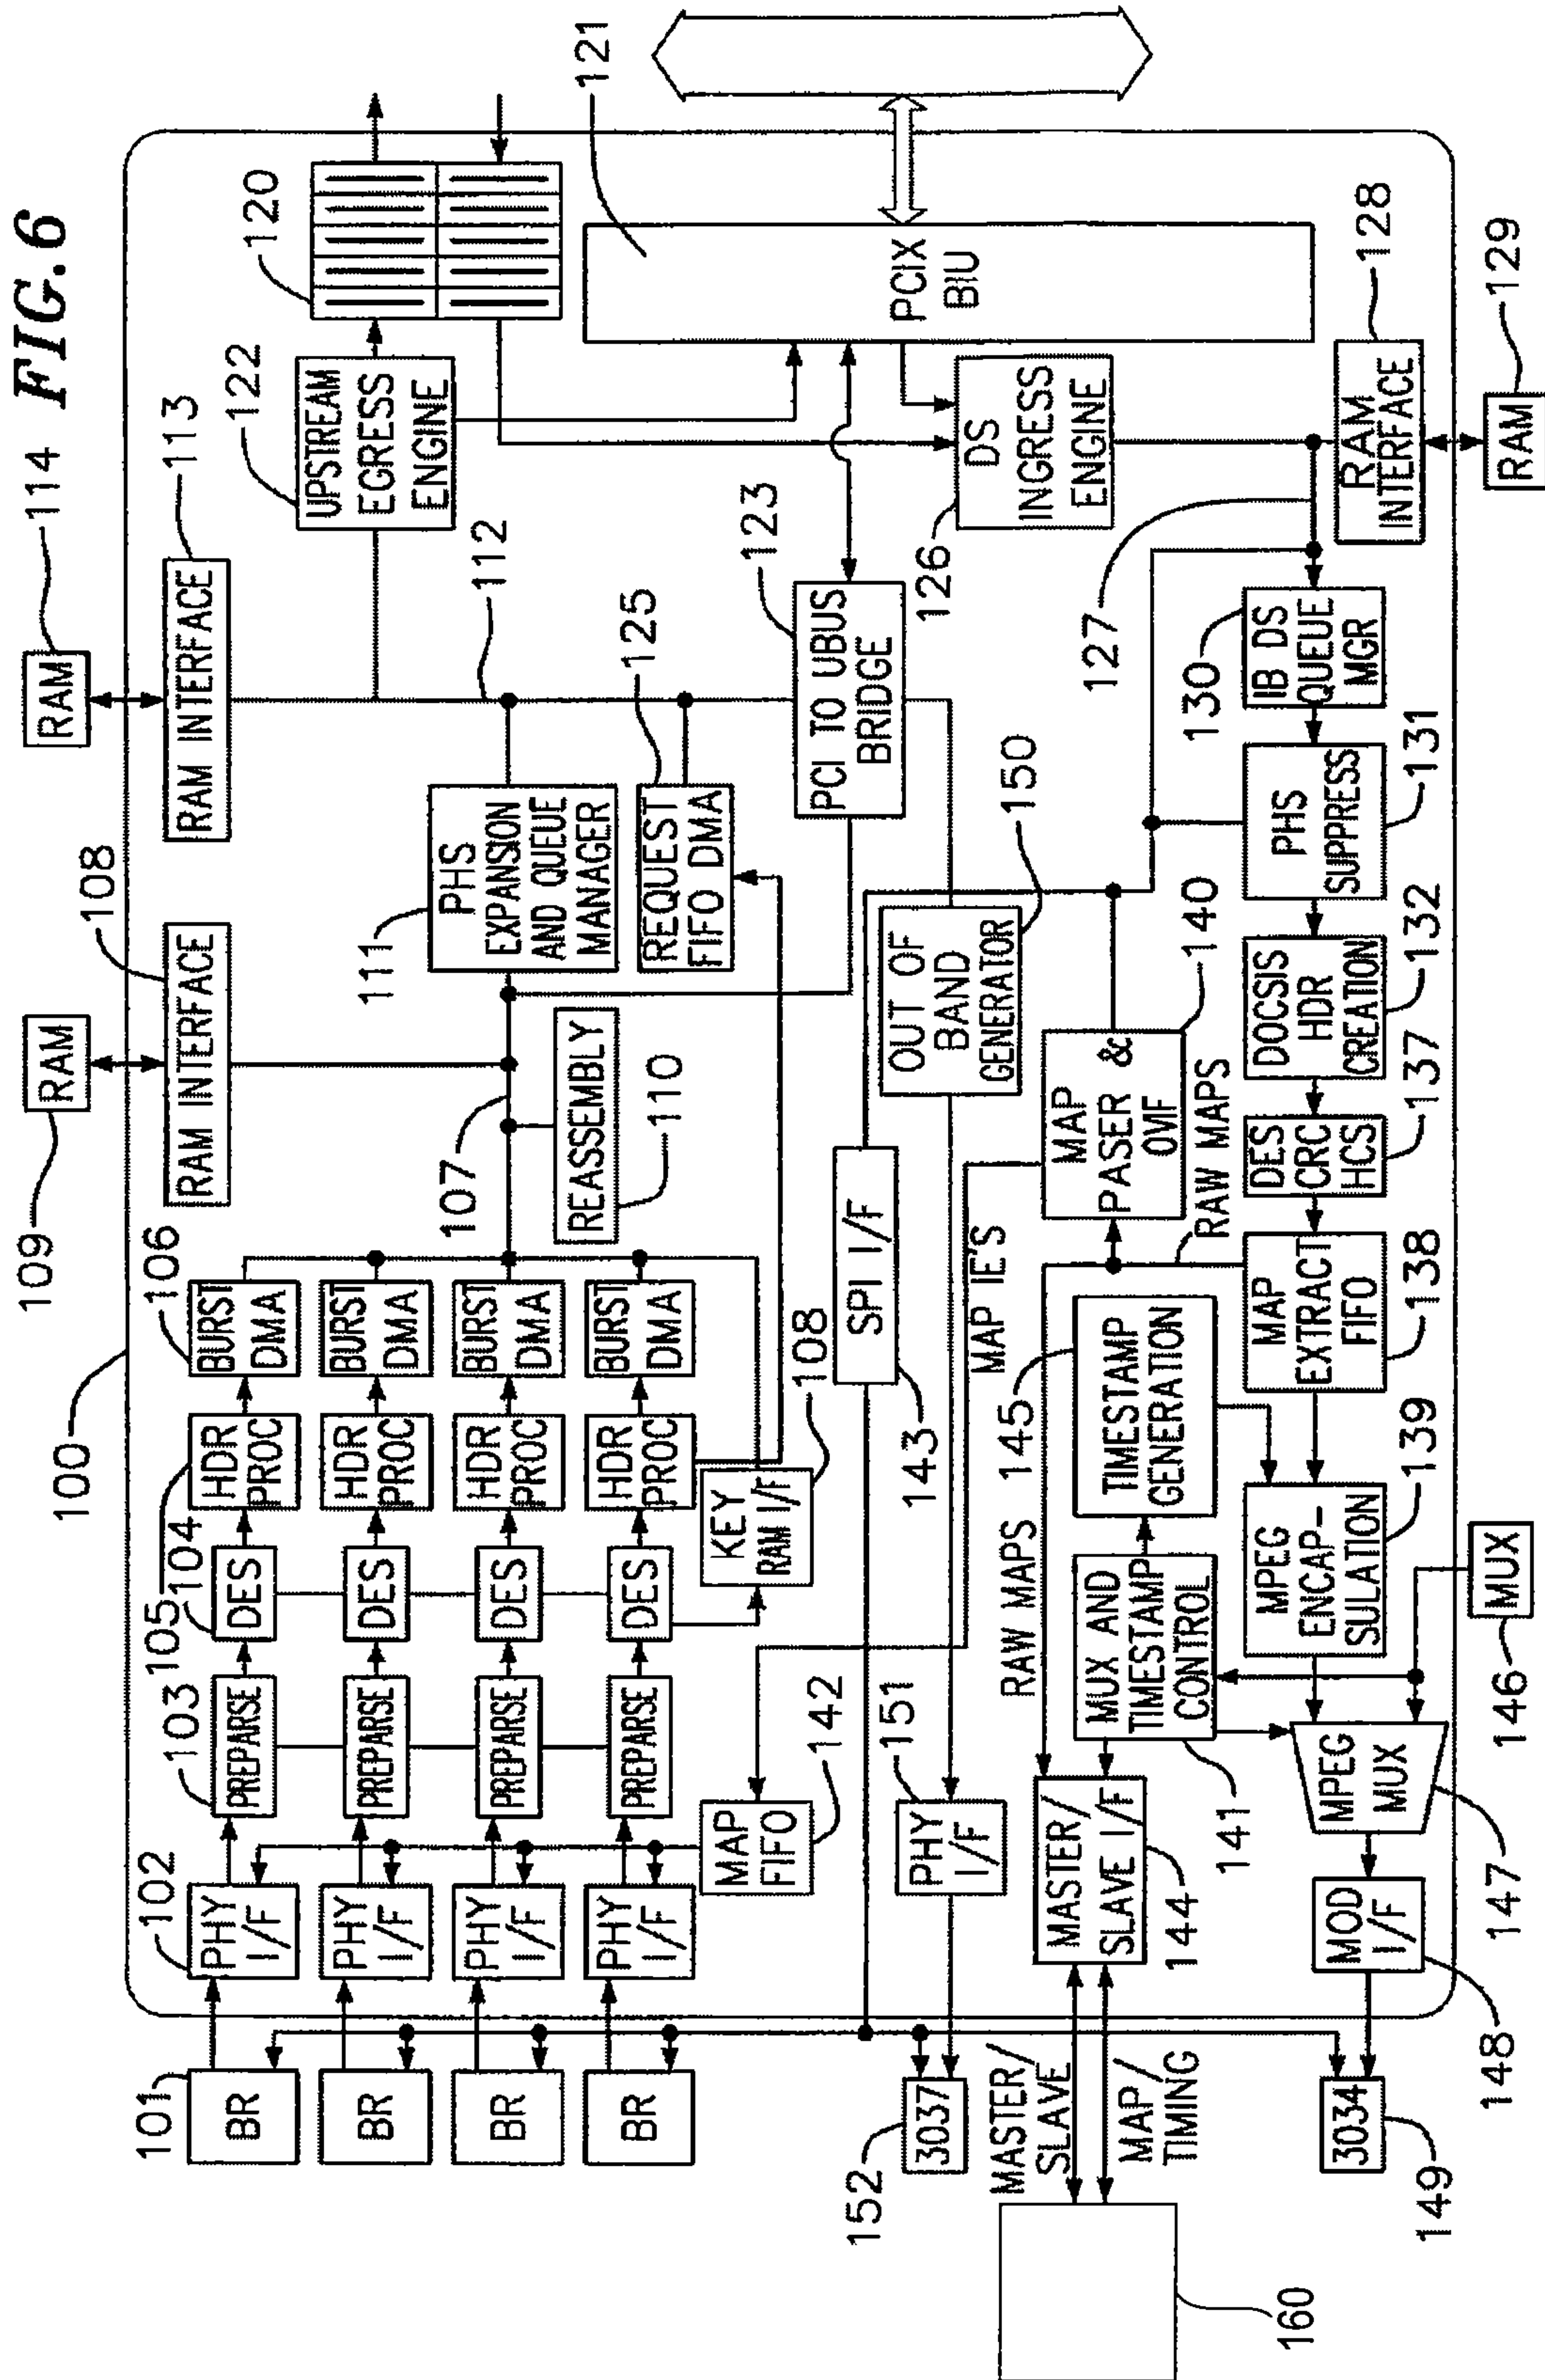 FIG.6
100
109
RAM
108
RAM INTERFACE
114
RAM
113
RAM INTERFACE
101
BR
BR
BR
BR
102
PHY
I/F
PHY
I/F
PHY
I/F
PHY
I/F
103
PREPARSE
PREPARSE
PREPARSE
PREPARSE
104
DES
DES
DES
DES
105
HDR
PROC
HDR
PROC
HDR
PROC
HDR
PROC
106
BURST
DMA
BURST
DMA
BURST
DMA
BURST
DMA
107
REASSEMBLY
110
111
PHS
EXPANSION
AND QUEUE
MANAGER
112
REQUEST
FIFO DMA
125
122
UPSTREAM
EGRESS
ENGINE
120
121
PCIX
BIU
KEY
RAM I/F
108
PCI TO UBUS
BRIDGE
123
DS
INGRESS
ENGINE
126
127
RAM
INTERFACE
128
RAM
129
MAP
FIFO
142
SPI I/F
143
OUT OF
BAND
GENERATOR
150
PHY
I/F
151
3037
152
MAP IE'S
MAP
PASER &
OVIF
140
RAW MAPS
RAW MAPS
IB DS
QUEUE
MGR
130
PHS
SUPPRESS
131
DOCSIS
HDR
CREATION
132
DES
CRC
HCS
137
MAP
EXTRACT
FIFO
138
TIMESTAMP
GENERATION
145
MUX AND
TIMESTAMP
CONTROL
141
MPEG
ENCAP-
SULATION
139
MUX
146
MPEG
MUX
147
MOD
I/F
148
3034
149
MASTER/
SLAVE I/F
144
MASTER/
SLAVE
MAP/
TIMING
160